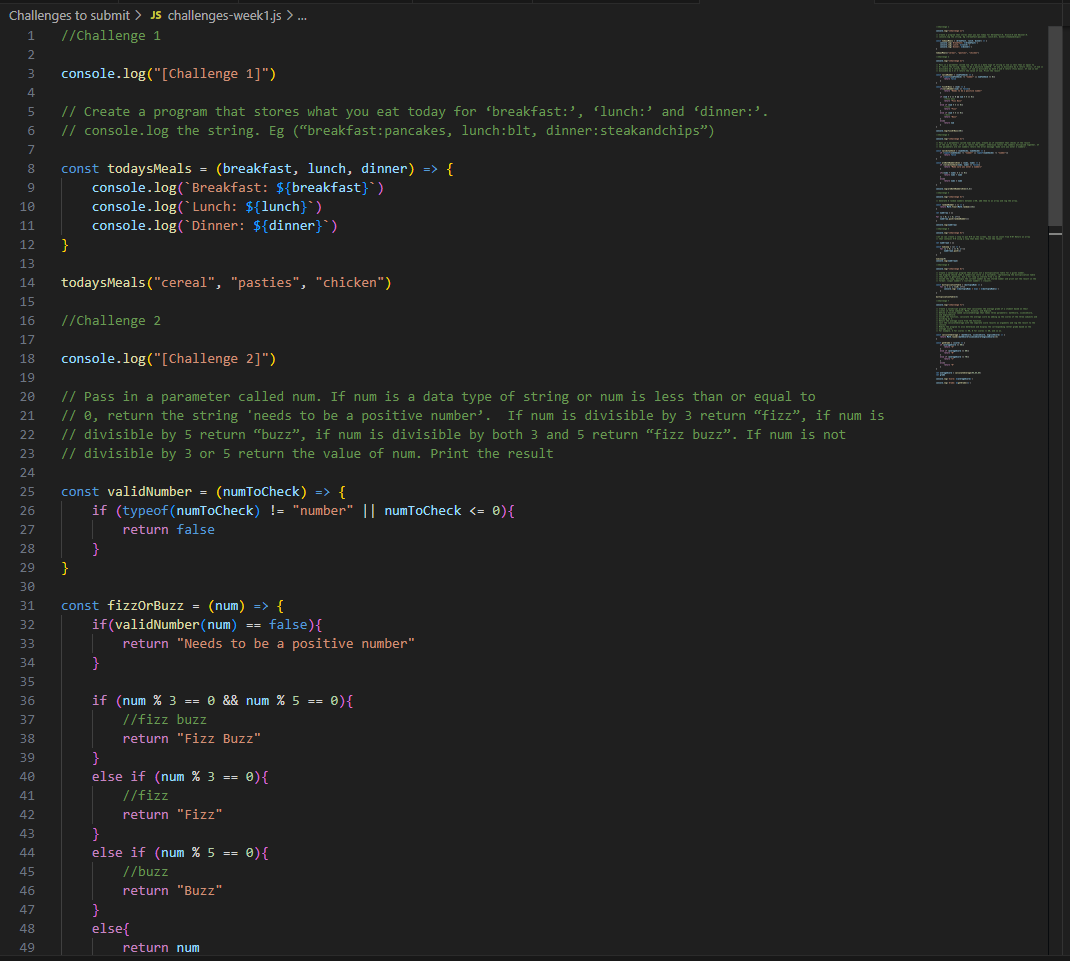 Challenges to submit > JS challenges-week1.js > ...
1 //Challenge 1
2
3 console.log("[Challenge 1]")
4
5 // Create a program that stores what you eat today for ‘breakfast:’, ‘lunch:’ and ‘dinner:’.
6 // console.log the string. Eg (“breakfast:pancakes, lunch:blt, dinner:steakandchips”)
7
8 const todaysMeals = (breakfast, lunch, dinner) => {
9     console.log(`Breakfast: ${breakfast}`)
10     console.log(`Lunch: ${lunch}`)
11     console.log(`Dinner: ${dinner}`)
12 }
13
14 todaysMeals("cereal", "pasties", "chicken")
15
16 //Challenge 2
17
18 console.log("[Challenge 2]")
19
20 // Pass in a parameter called num. If num is a data type of string or num is less than or equal to
21 // 0, return the string 'needs to be a positive number’.  If num is divisible by 3 return “fizz”, if num is
22 // divisible by 5 return “buzz”, if num is divisible by both 3 and 5 return “fizz buzz”. If num is not
23 // divisible by 3 or 5 return the value of num. Print the result
24
25 const validNumber = (numToCheck) => {
26     if (typeof(numToCheck) != "number" || numToCheck <= 0){
27         return false
28     }
29 }
30
31 const fizzOrBuzz = (num) => {
32     if(validNumber(num) == false){
33         return "Needs to be a positive number"
34     }
35
36     if (num % 3 == 0 && num % 5 == 0){
37         //fizz buzz
38         return "Fizz Buzz"
39     }
40     else if (num % 3 == 0){
41         //fizz
42         return "Fizz"
43     }
44     else if (num % 5 == 0){
45         //buzz
46         return "Buzz"
47     }
48     else{
49         return num